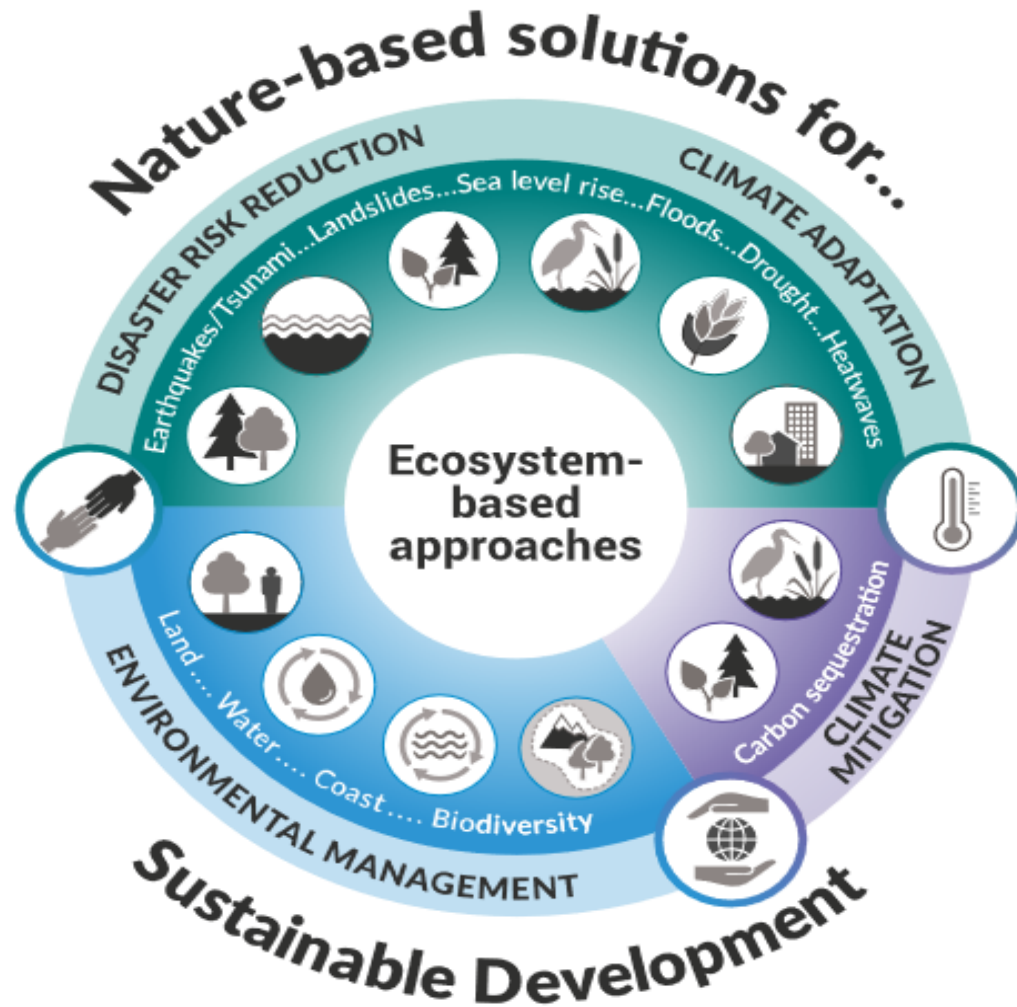 Nature-based solutions for...
DISASTER RISK REDUCTION
CLIMATE ADAPTATION
Earthquakes/Tsunami...Landslides...Sea level rise...Floods...Drought...Heatwaves
Ecosystem-
based
approaches
Carbon sequestration
CLIMATE
MITIGATION
Land .... Water.... Coast .... Biodiversity
ENVIRONMENTAL MANAGEMENT
Sustainable Development